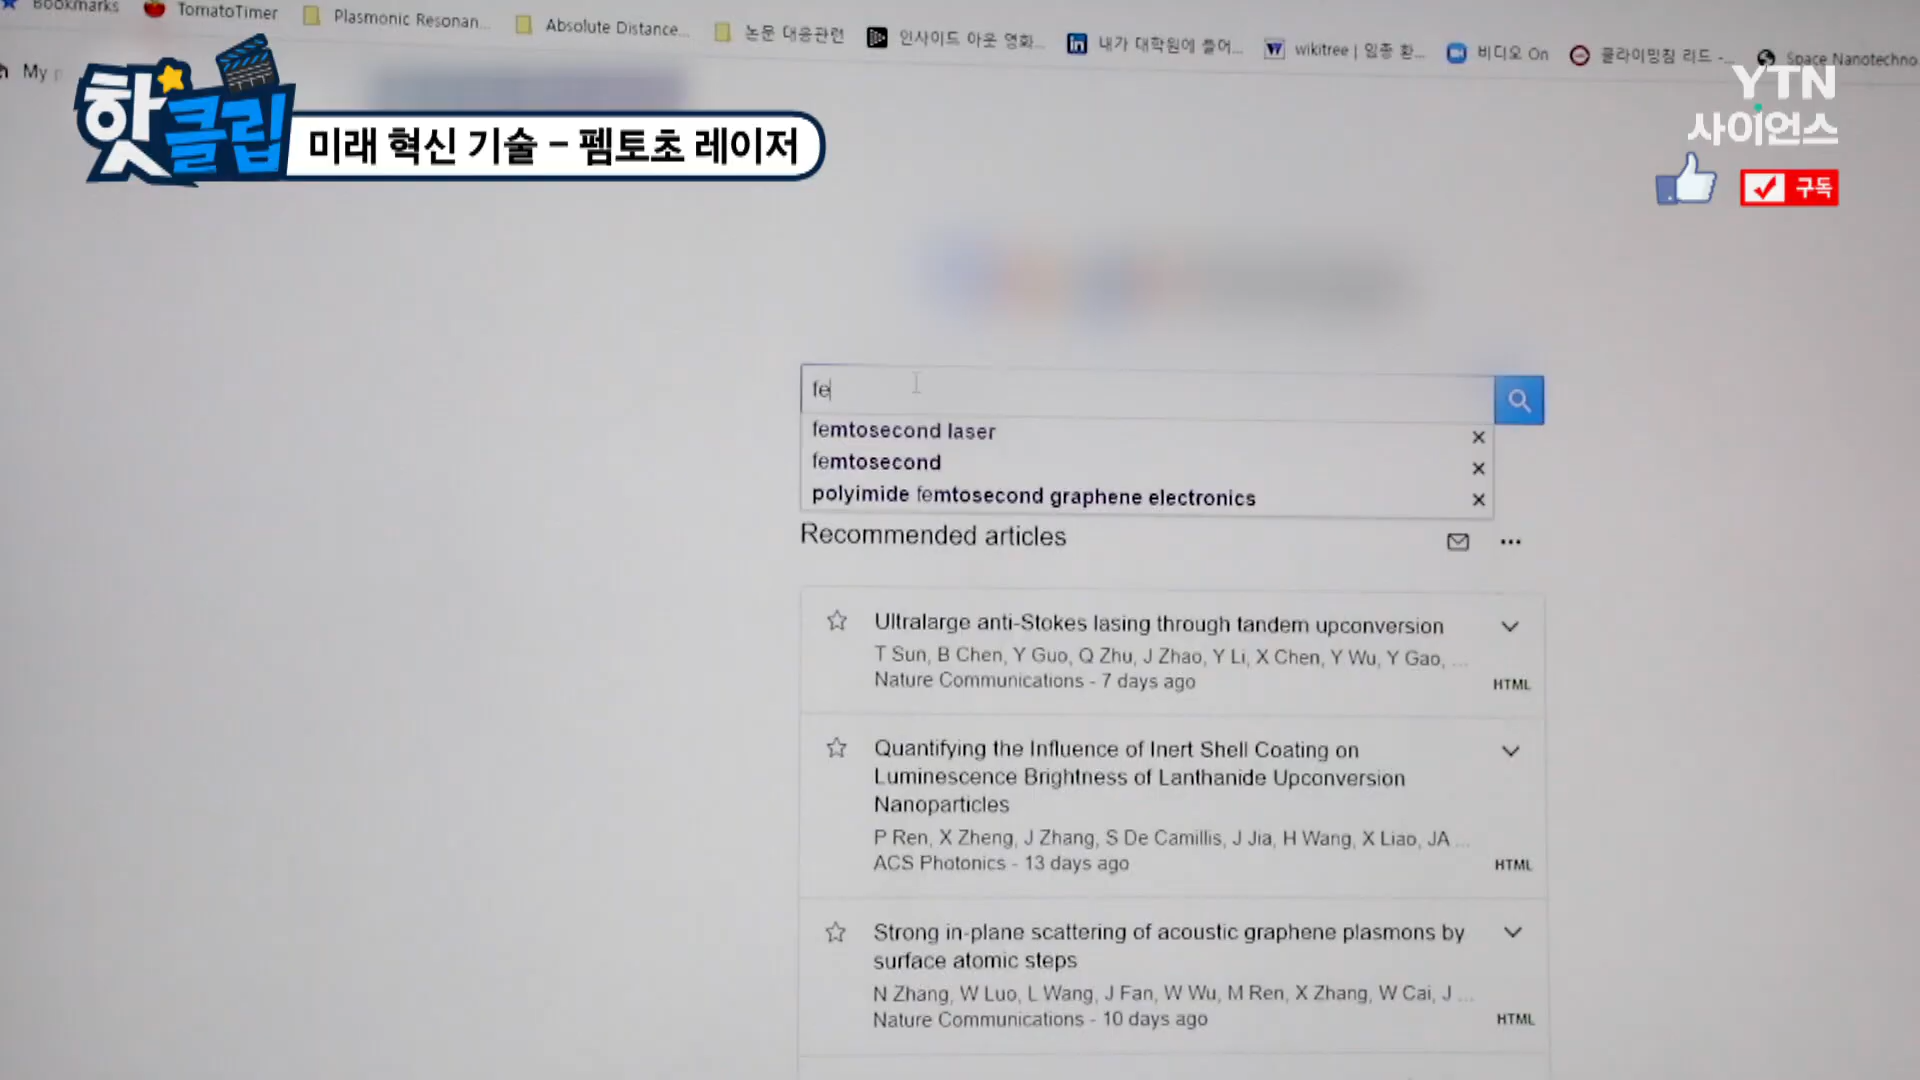 Bookmarks
TomatoTimer
Plasmonic Resonan...
Absolute Distance...
논문 대응관련
인사이드 아웃 영화...
내가 대학원에 들어...
wikitree | 임종 환...
비디오 On
클라이밍짐 리드 -...
Space Nanotechno
My
핫클립
미래 혁신 기술 - 펨토초 레이저
YTN
사이언스
구독
fe
femtosecond laser
femtosecond
polyimide femtosecond graphene electronics
Recommended articles
Ultralarge anti-Stokes lasing through tandem upconversion
T Sun, B Chen, Y Guo, Q Zhu, J Zhao, Y Li, X Chen, Y Wu, Y Gao, ...
Nature Communications - 7 days ago
HTML
Quantifying the Influence of Inert Shell Coating on
Luminescence Brightness of Lanthanide Upconversion
Nanoparticles
P Ren, X Zheng, J Zhang, S De Camillis, J Jia, H Wang, X Liao, JA ...
ACS Photonics - 13 days ago
HTML
Strong in-plane scattering of acoustic graphene plasmons by
surface atomic steps
N Zhang, W Luo, L Wang, J Fan, W Wu, M Ren, X Zhang, W Cai, J ...
Nature Communications - 10 days ago
HTML